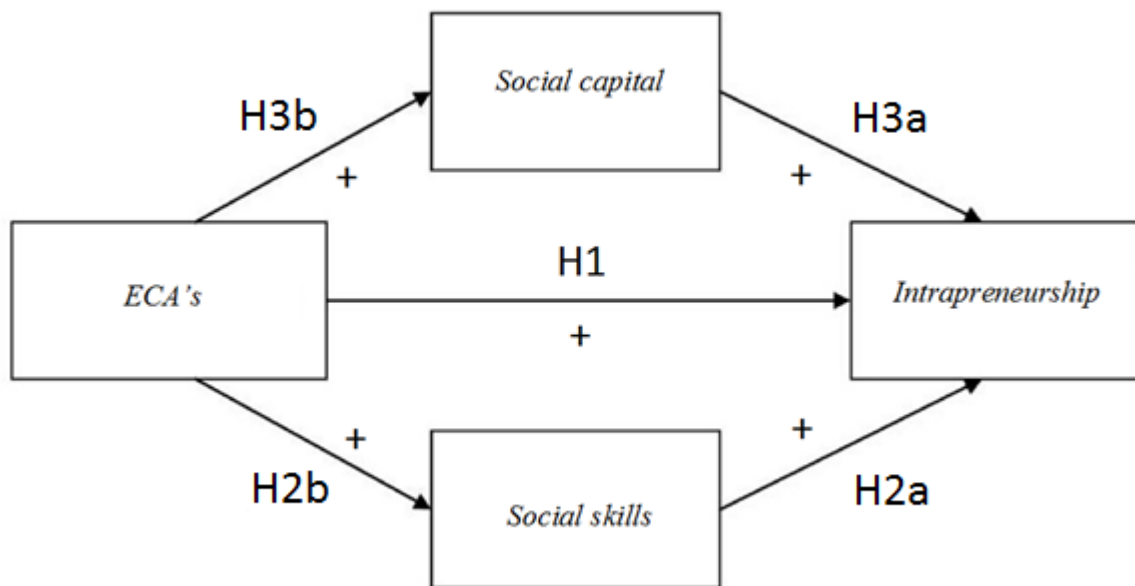 Social capital
H3b
H3a
+
+
H1
ECA's
Intrapreneurship
+
+
+
H2b
H2a
Social skills